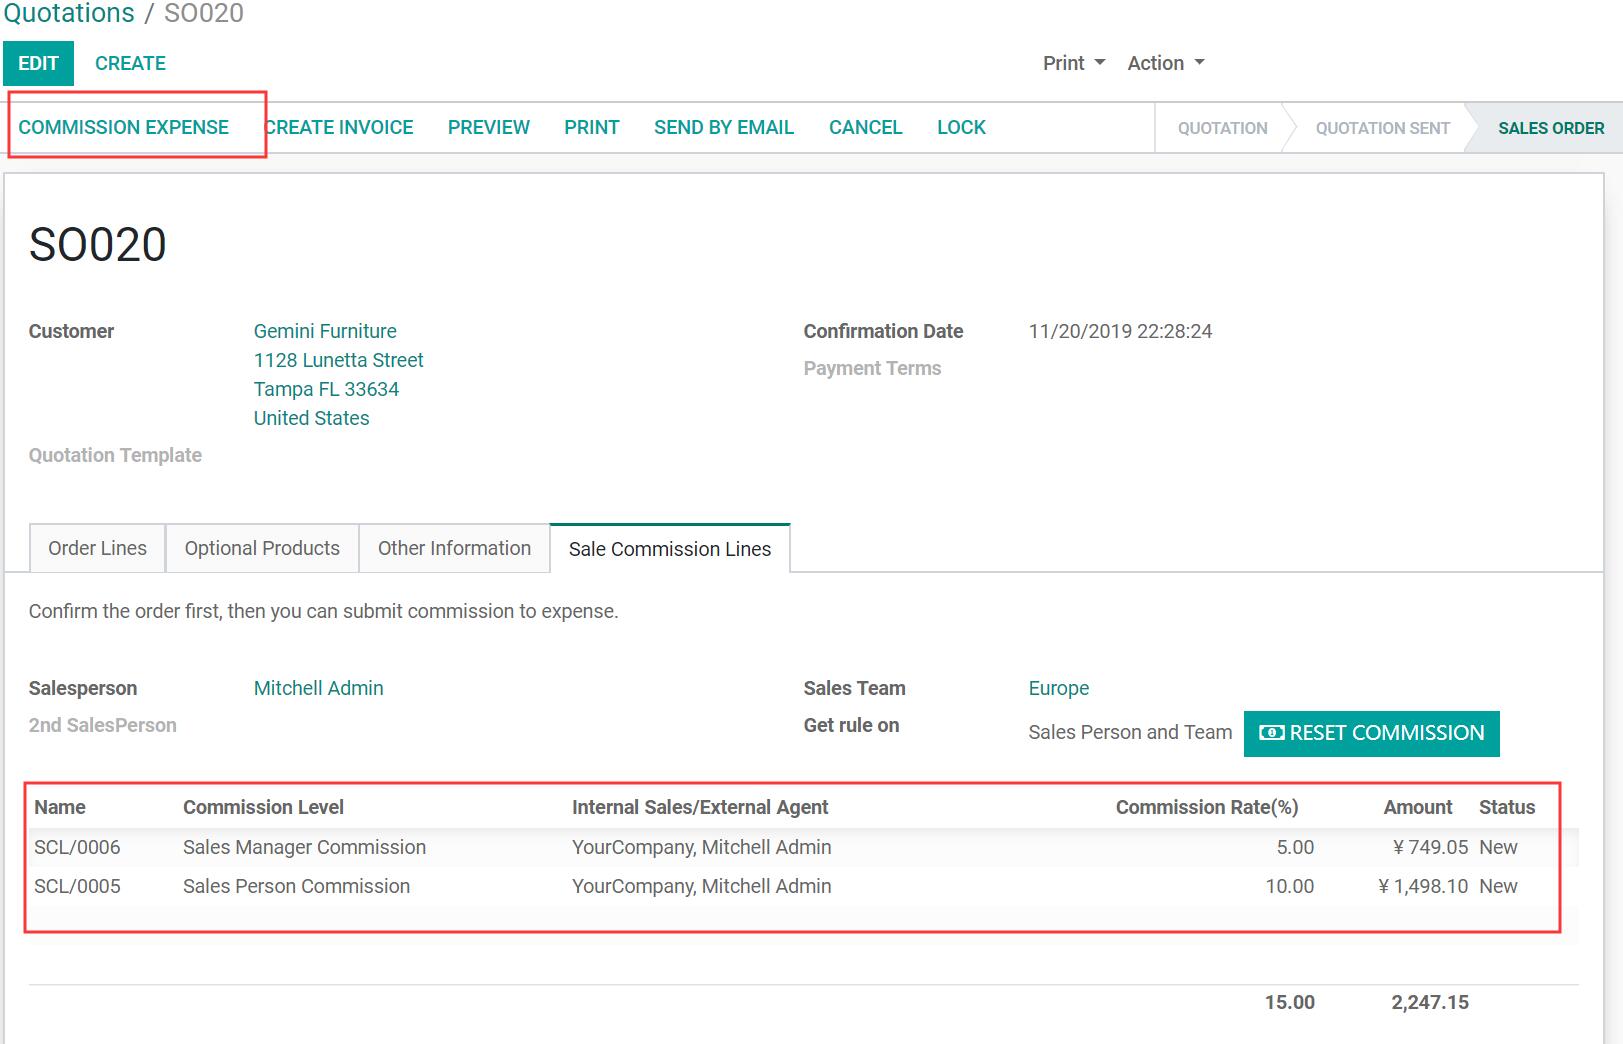 Quotations / SO020
EDIT CREATE Print Action
COMMISSION EXPENSE CREATE INVOICE PREVIEW PRINT SEND BY EMAIL CANCEL LOCK QUOTATION QUOTATION SENT SALES ORDER
SO020
Customer Gemini Furniture Confirmation Date 11/20/2019 22:28:24
1128 Lunetta Street Payment Terms
Tampa FL 33634
United States
Quotation Template
Order Lines Optional Products Other Information Sale Commission Lines
Confirm the order first, then you can submit commission to expense.
Salesperson Mitchell Admin Sales Team Europe
2nd SalesPerson Get rule on Sales Person and Team RESET COMMISSION
Name Commission Level Internal Sales/External Agent Commission Rate(%) Amount Status
SCL/0006 Sales Manager Commission YourCompany, Mitchell Admin 5.00 ¥ 749.05 New
SCL/0005 Sales Person Commission YourCompany, Mitchell Admin 10.00 ¥ 1,498.10 New
15.00 2,247.15